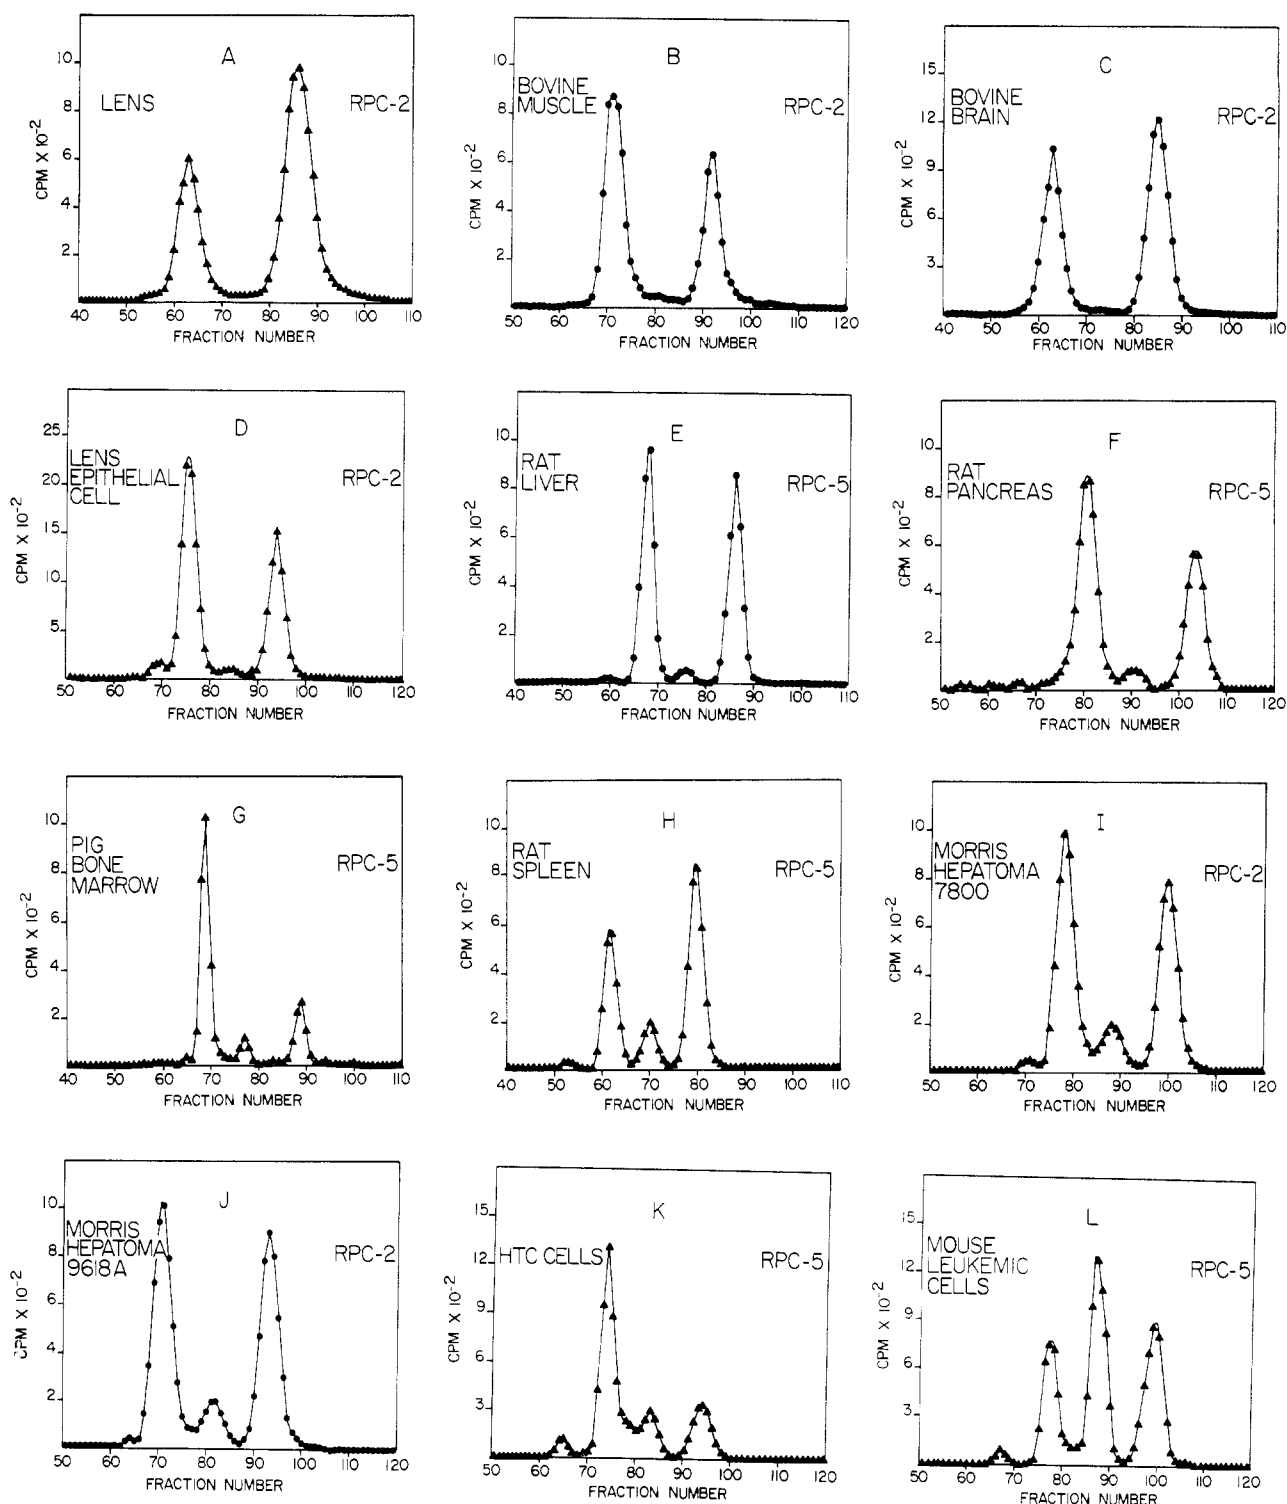 A
10
LENS
RPC-2
8
6
4
2
CPM X 10-2
40 50 60 70 80 90 100 110
FRACTION NUMBER
B
10
BOVINE
MUSCLE
RPC-2
8
6
4
2
CPM X 10-2
50 60 70 80 90 100 110 120
FRACTION NUMBER
C
15
BOVINE
BRAIN
RPC-2
12
9
6
3
CPM X 10-2
40 50 60 70 80 90 100 110
FRACTION NUMBER
D
25
LENS
EPITHELIAL
CELL
RPC-2
20
15
10
5
CPM X 10-2
50 60 70 80 90 100 110 120
FRACTION NUMBER
E
10
RAT
LIVER
RPC-5
8
6
4
2
CPM X 10-2
40 50 60 70 80 90 100 110
FRACTION NUMBER
F
10
RAT
PANCREAS
RPC-5
8
6
4
2
CPM X 10-2
50 60 70 80 90 100 110 120
FRACTION NUMBER
G
10
PIG
BONE
MARROW
RPC-5
8
6
4
2
CPM X 10-2
40 50 60 70 80 90 100 110
FRACTION NUMBER
H
10
RAT
SPLEEN
RPC-5
8
6
4
2
CPM X 10-2
40 50 60 70 80 90 100 110
FRACTION NUMBER
I
10
MORRIS
HEPATOMA
7800
RPC-2
8
6
4
2
CPM X 10-2
50 60 70 80 90 100 110 120
FRACTION NUMBER
J
10
MORRIS
HEPATOMA
9618A
RPC-2
8
6
4
2
CPM X 10-2
50 60 70 80 90 100 110 120
FRACTION NUMBER
K
15
HTC CELLS
RPC-5
12
9
6
3
CPM X 10-2
50 60 70 80 90 100 110 120
FRACTION NUMBER
L
15
MOUSE
LEUKEMIC
CELLS
RPC-5
12
9
6
3
CPM X 10-2
50 60 70 80 90 100 110 120
FRACTION NUMBER